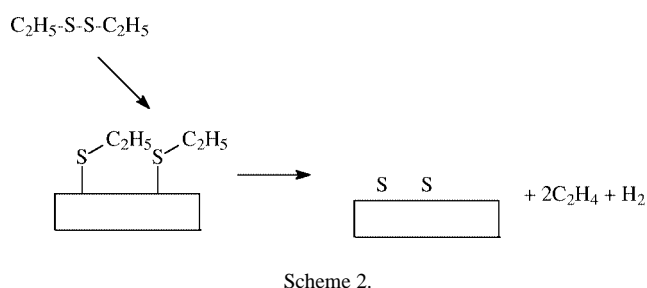 C₂H₅-S-S-C₂H₅
S C₂H₅ S C₂H₅
S S
+ 2C₂H₄ + H₂
Scheme 2.